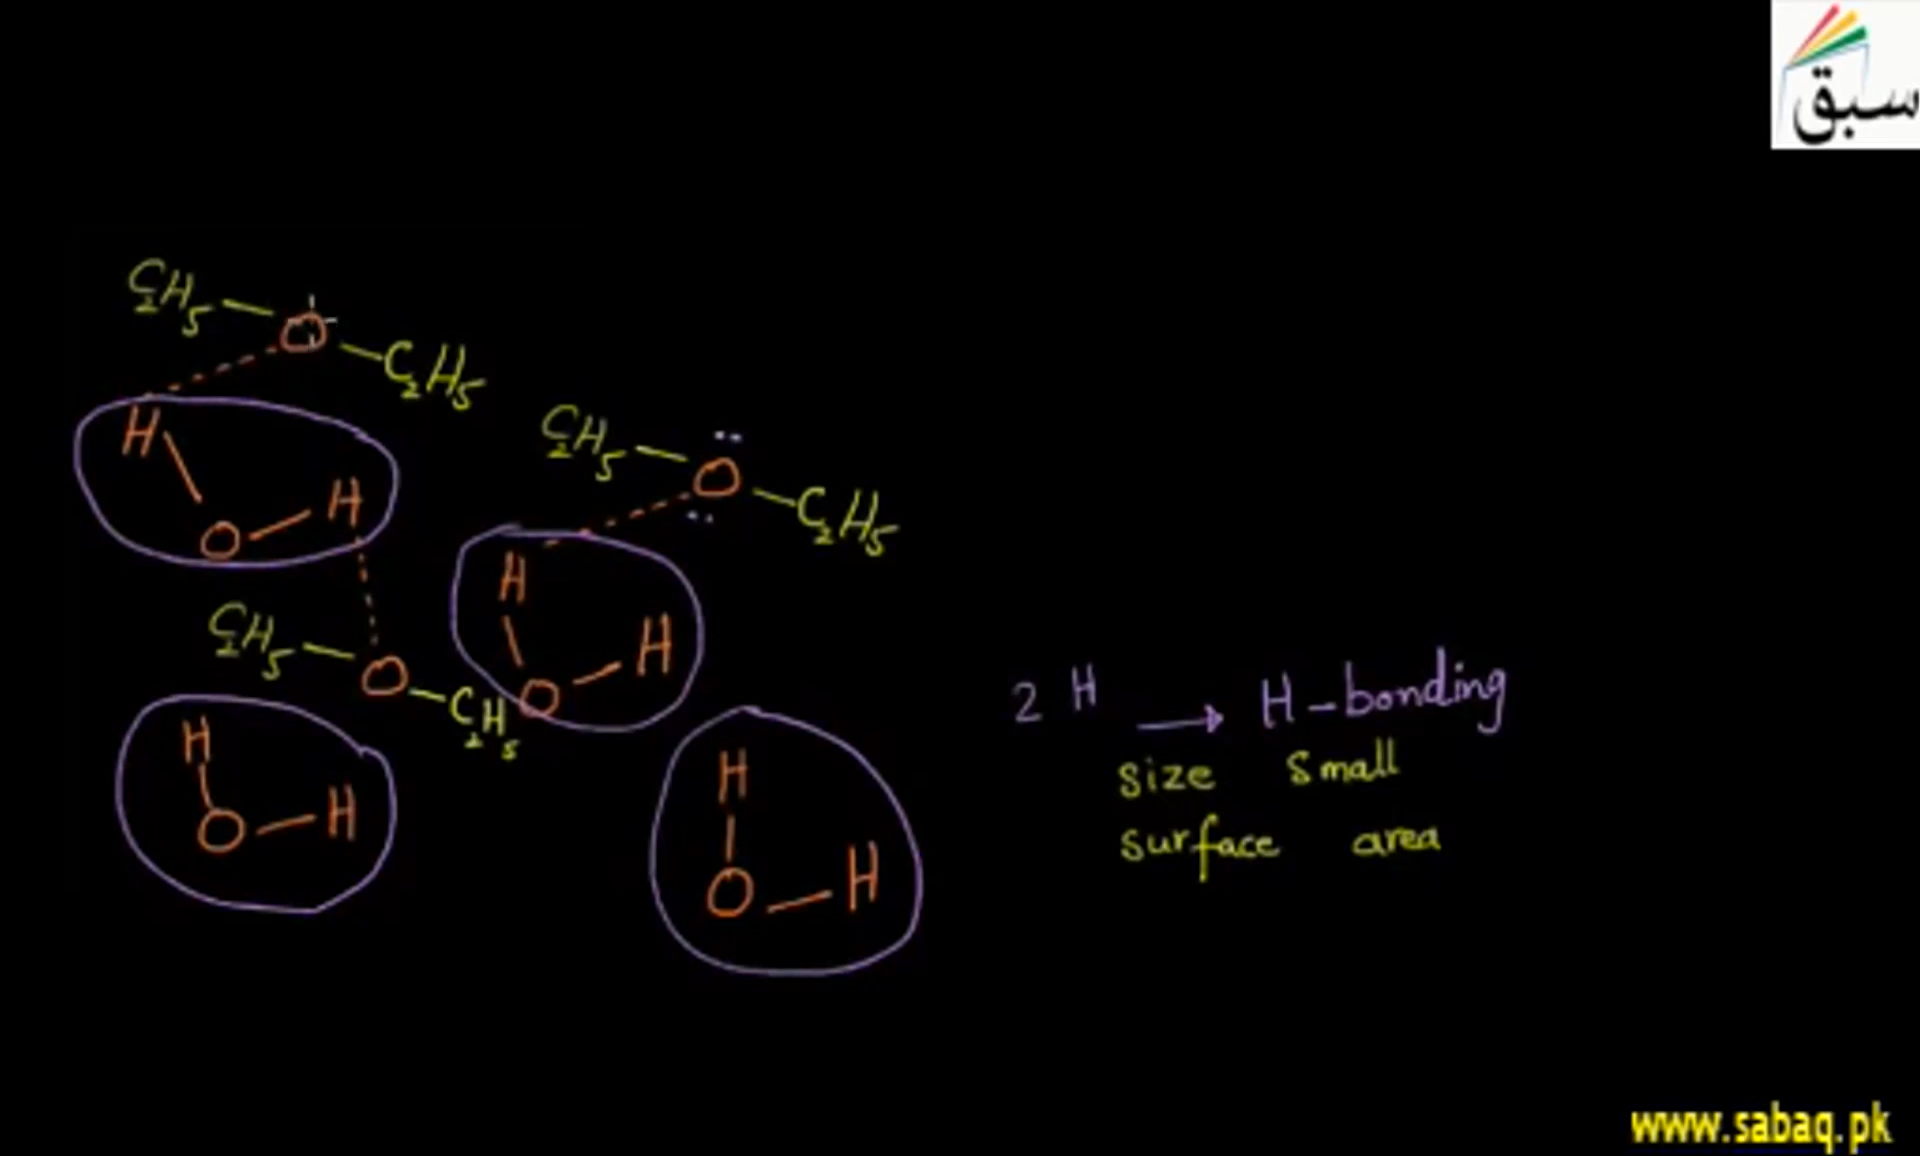 سبق
C₂H₅ — O — C₂H₅
H
O — H
C₂H₅ — O — C₂H₅
H
O — H
C₂H₅ — O — C₂H₅
H
O — H
H
O — H
2 H → H-bonding
size small
surface area
www.sabaq.pk